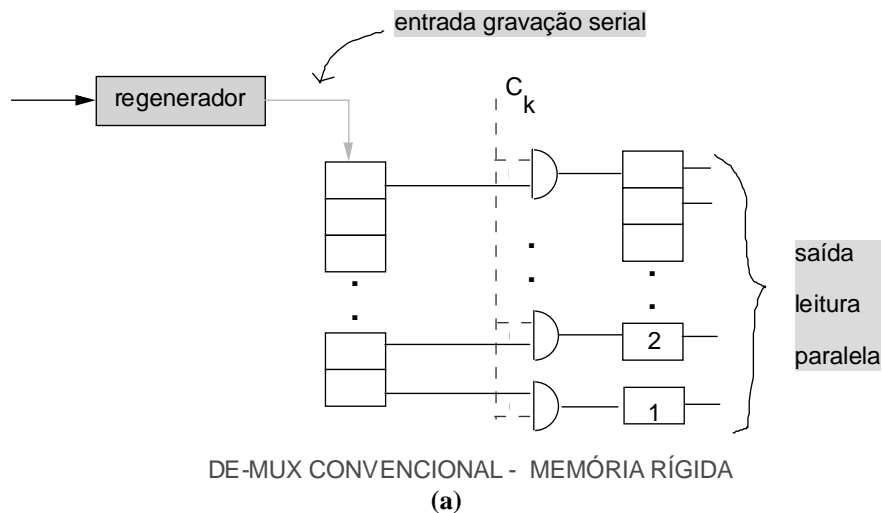 entrada gravação serial
regenerador
C
k
saída
leitura
paralela
2
1
DE-MUX CONVENCIONAL - MEMÓRIA RÍGIDA
(a)